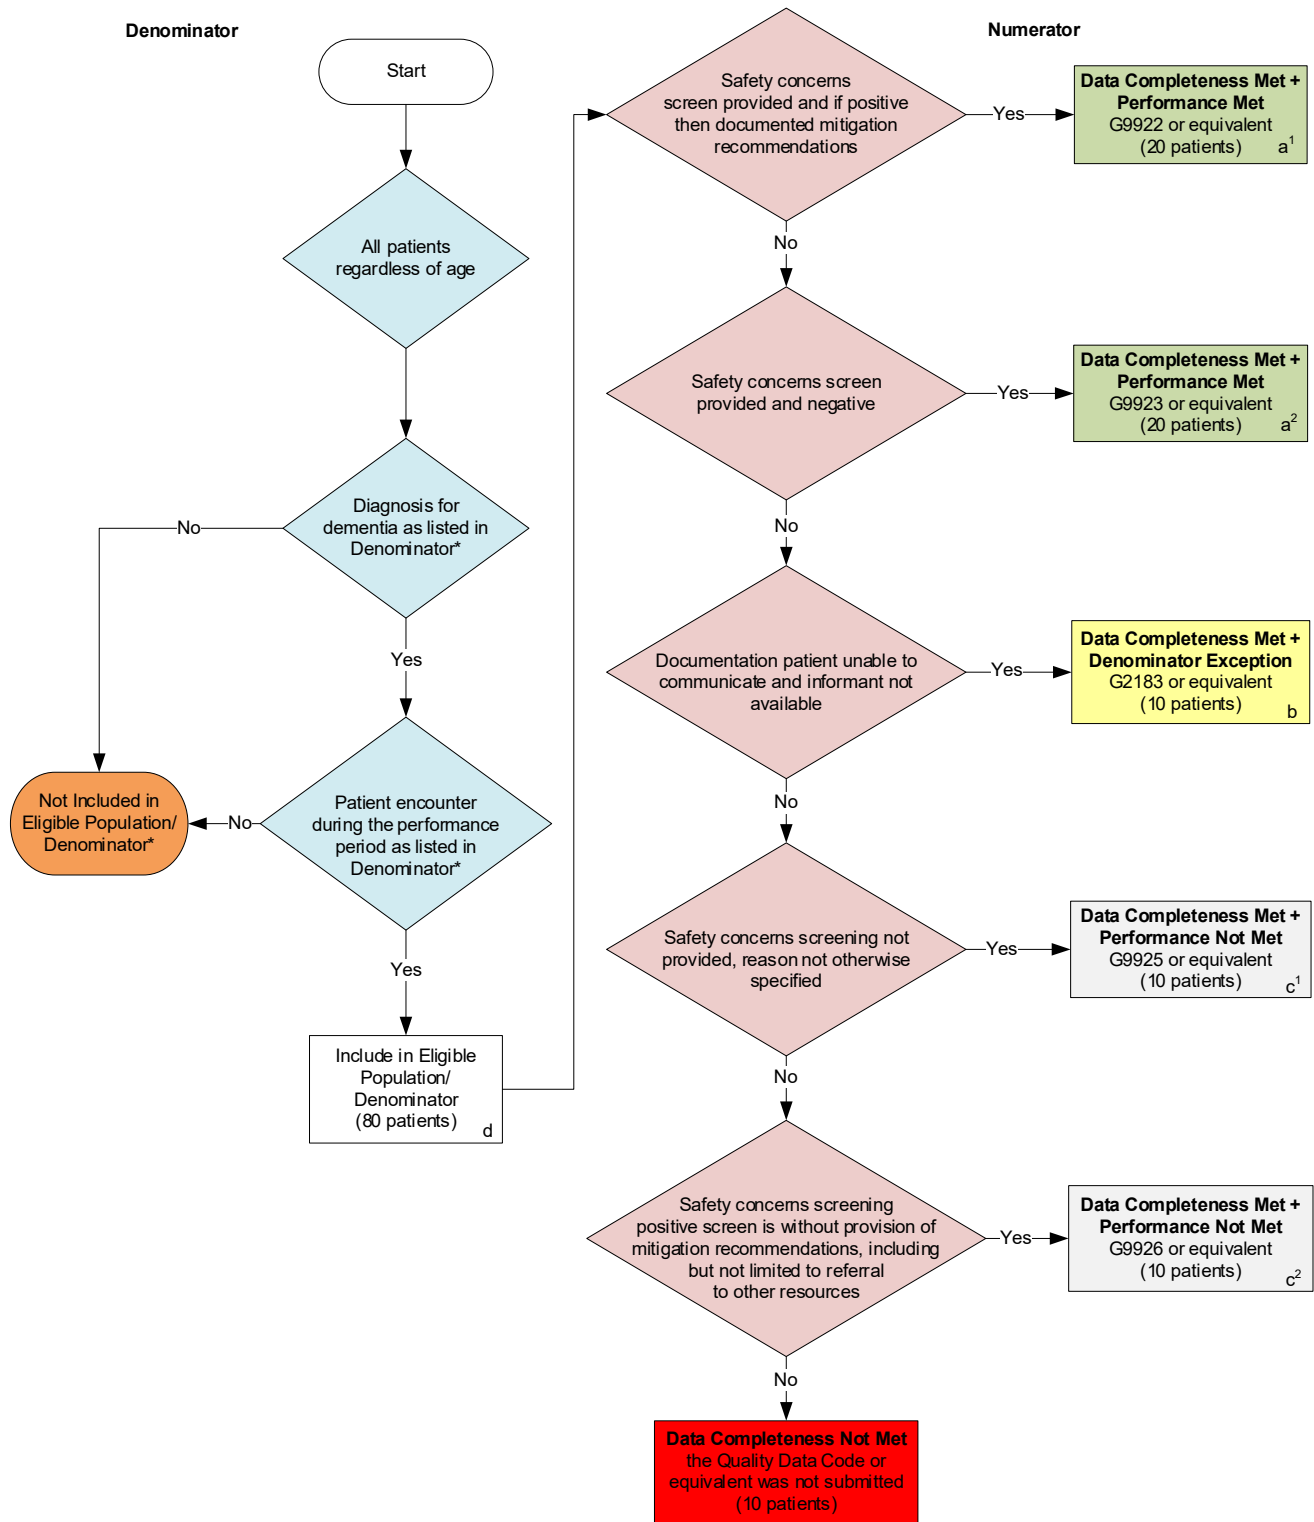 Denominator
Start
All patients
regardless of age
Diagnosis for
dementia as listed in
Denominator*
No
Yes
Patient encounter
during the performance
period as listed in
Denominator*
No
Not Included in
Eligible Population/
Denominator*
Yes
Include in Eligible
Population/
Denominator
(80 patients)
d
Numerator
Safety concerns
screen provided and if positive
then documented mitigation
recommendations
Yes
Data Completeness Met +
Performance Met
G9922 or equivalent
(20 patients)
a¹
No
Safety concerns screen
provided and negative
Yes
Data Completeness Met +
Performance Met
G9923 or equivalent
(20 patients)
a²
No
Documentation patient unable to
communicate and informant not
available
Yes
Data Completeness Met +
Denominator Exception
G2183 or equivalent
(10 patients)
b
No
Safety concerns screening not
provided, reason not otherwise
specified
Yes
Data Completeness Met +
Performance Not Met
G9925 or equivalent
(10 patients)
c¹
No
Safety concerns screening
positive screen is without provision of
mitigation recommendations, including
but not limited to referral
to other resources
Yes
Data Completeness Met +
Performance Not Met
G9926 or equivalent
(10 patients)
c²
No
Data Completeness Not Met
the Quality Data Code or
equivalent was not submitted
(10 patients)